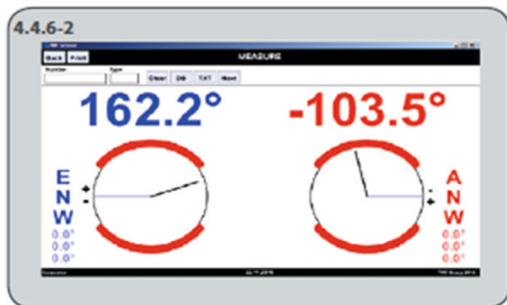 4.4.6-2
Back Print MEASURE
Number Type
Clear DB TXT Next
162.2° -103.5°
E
N
W
0.0°
0.0°
0.0°
+
-
-
+
A
N
W
0.0°
0.0°
0.0°